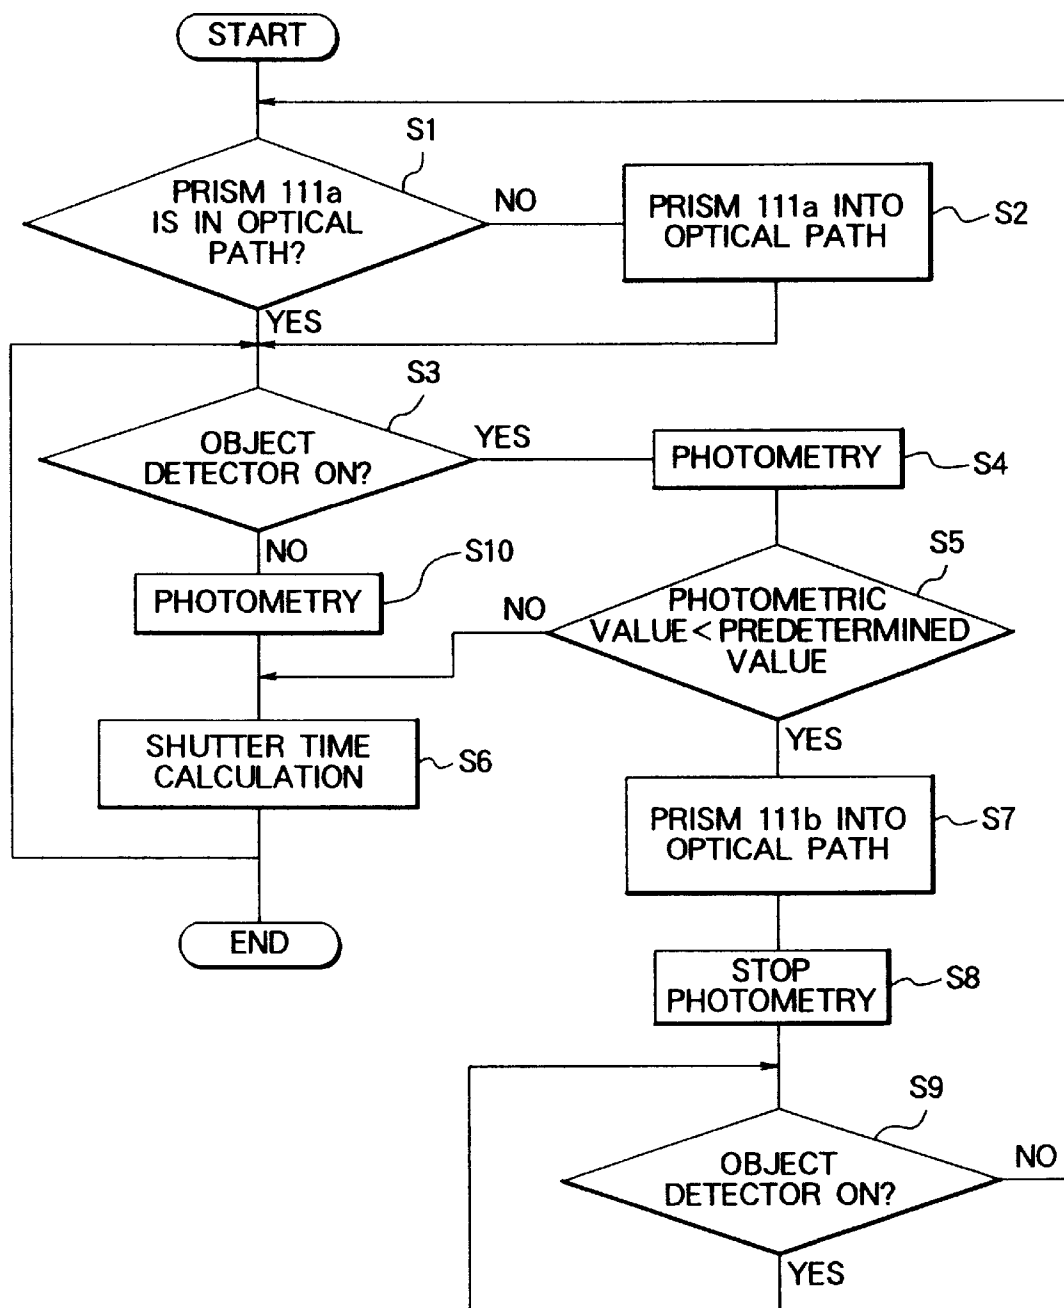 START
S1
PRISM 111a
IS IN OPTICAL
PATH?
NO
PRISM 111a INTO
OPTICAL PATH
S2
YES
S3
OBJECT
DETECTOR ON?
YES
PHOTOMETRY
S4
NO
S10
PHOTOMETRY
S5
PHOTOMETRIC
VALUE<PREDETERMINED
VALUE
NO
YES
SHUTTER TIME
CALCULATION
S6
PRISM 111b INTO
OPTICAL PATH
S7
END
STOP
PHOTOMETRY
S8
S9
OBJECT
DETECTOR ON?
NO
YES